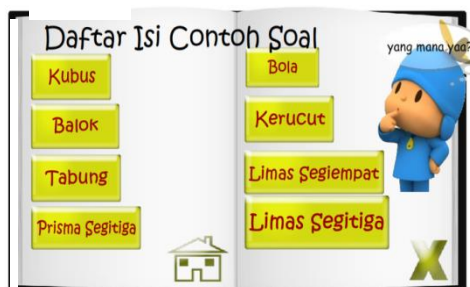 Daftar Isi Contoh Soal
yang mana yaa?
Kubus
Balok
Tabung
Prisma Segitiga
Bola
Kerucut
Limas Segiempat
Limas Segitiga
X